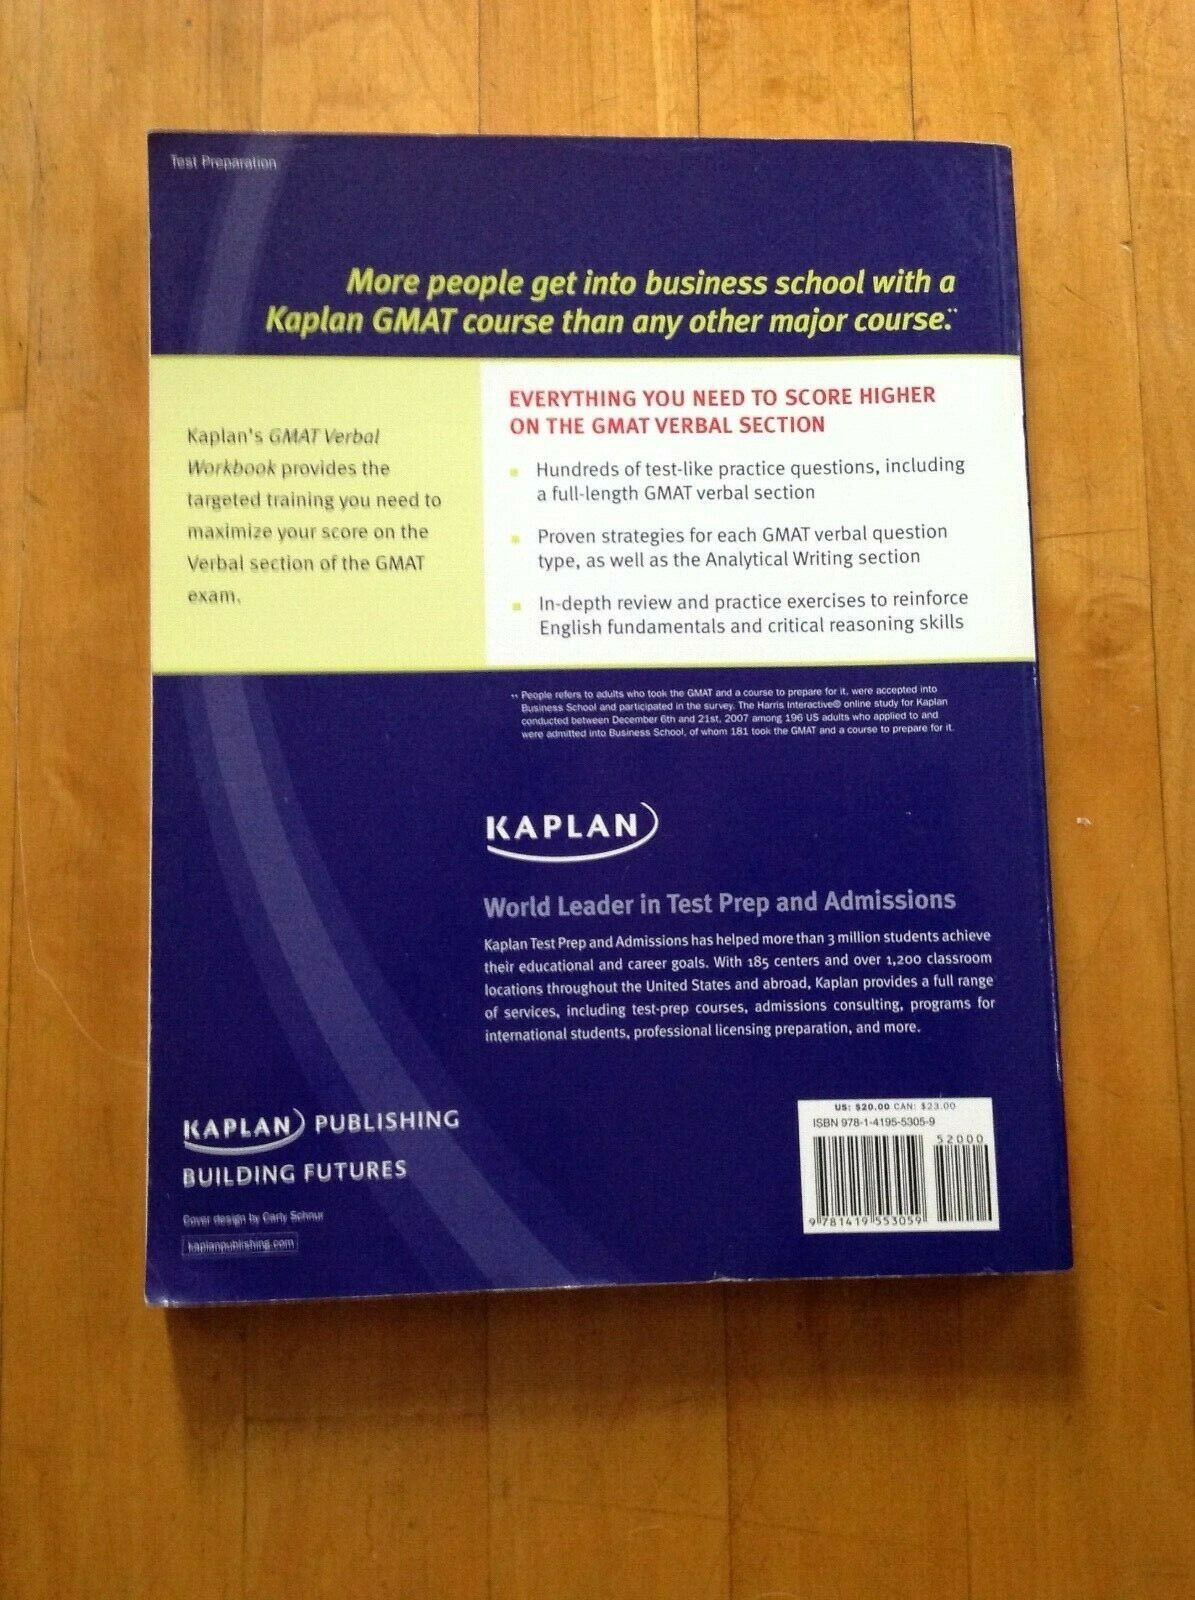 Test Preparation
More people get into business school with a
Kaplan GMAT course than any other major course.**
Kaplan's GMAT Verbal
Workbook provides the
targeted training you need to
maximize your score on the
Verbal section of the GMAT
exam.
EVERYTHING YOU NEED TO SCORE HIGHER
ON THE GMAT VERBAL SECTION
Hundreds of test-like practice questions, including
a full-length GMAT verbal section
Proven strategies for each GMAT verbal question
type, as well as the Analytical Writing section
In-depth review and practice exercises to reinforce
English fundamentals and critical reasoning skills
** People refers to adults who took the GMAT and a course to prepare for it, were accepted into
Business School and participated in the survey. The Harris Interactive® online study for Kaplan
conducted between December 6th and 21st, 2007 among 196 US adults who applied to and
were admitted into Business School, of whom 181 took the GMAT and a course to prepare for it.
KAPLAN
World Leader in Test Prep and Admissions
Kaplan Test Prep and Admissions has helped more than 3 million students achieve
their educational and career goals. With 185 centers and over 1,200 classroom
locations throughout the United States and abroad, Kaplan provides a full range
of services, including test-prep courses, admissions consulting, programs for
international students, professional licensing preparation, and more.
KAPLAN PUBLISHING
BUILDING FUTURES
Cover design by Carly Schnur
kaplanpublishing.com
US: $20.00 CAN: $23.00
ISBN 978-1-4195-5305-9
52000
9 781419 553059